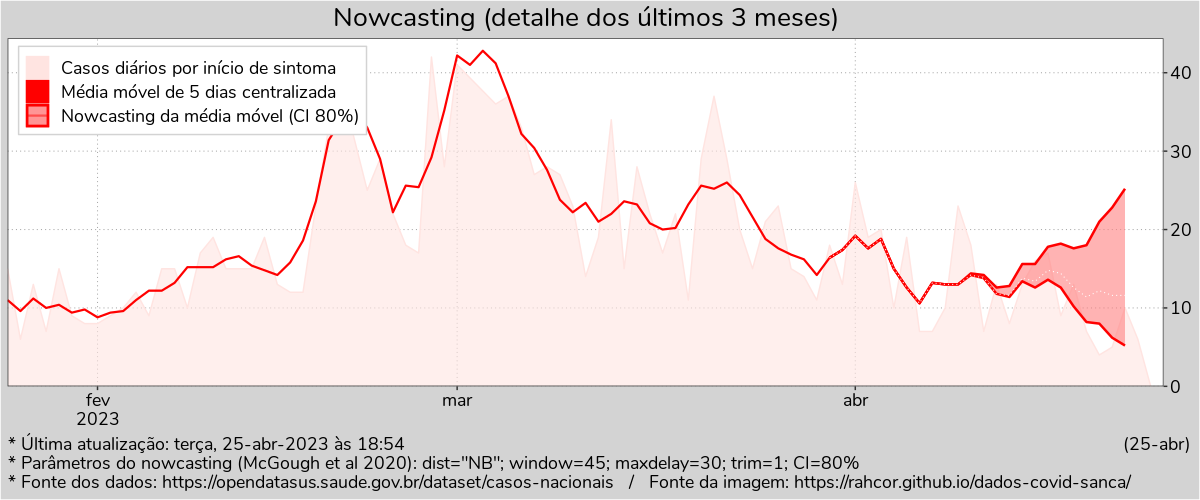 Nowcasting (detalhe dos últimos 3 meses)
Casos diários por início de sintoma
Média móvel de 5 dias centralizada
Nowcasting da média móvel (CI 80%)
40
30
20
10
0
fev
2023
mar
abr
* Última atualização: terça, 25-abr-2023 às 18:54
(25-abr)
* Parâmetros do nowcasting (McGough et al 2020): dist="NB"; window=45; maxdelay=30; trim=1; CI=80%
* Fonte dos dados: https://opendatasus.saude.gov.br/dataset/casos-nacionais / Fonte da imagem: https://rahcor.github.io/dados-covid-sanca/